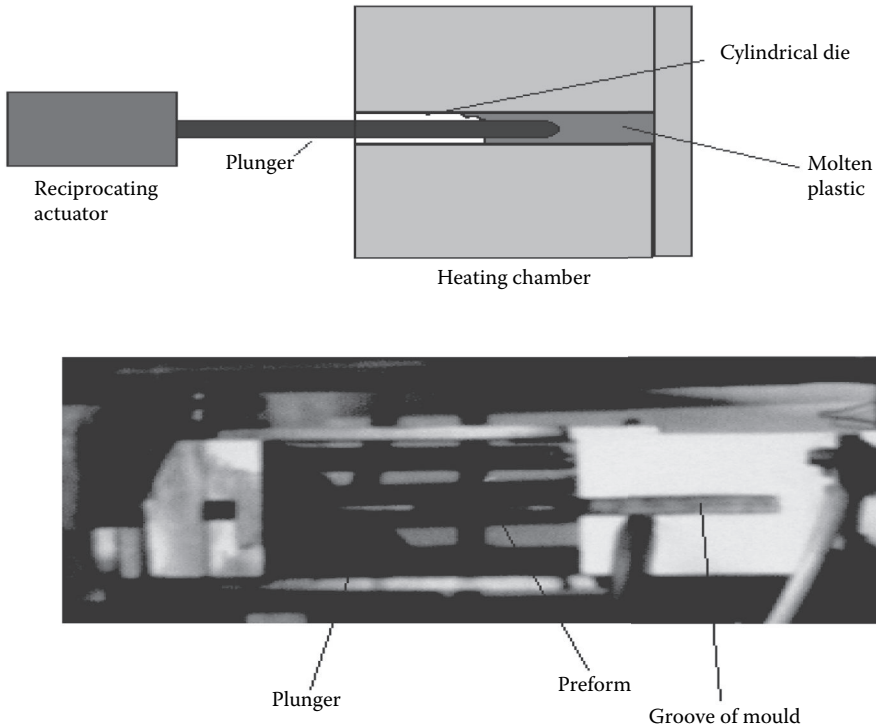 Cylindrical die
Plunger
Molten
plastic
Reciprocating
actuator
Heating chamber
Plunger
Preform
Groove of mould